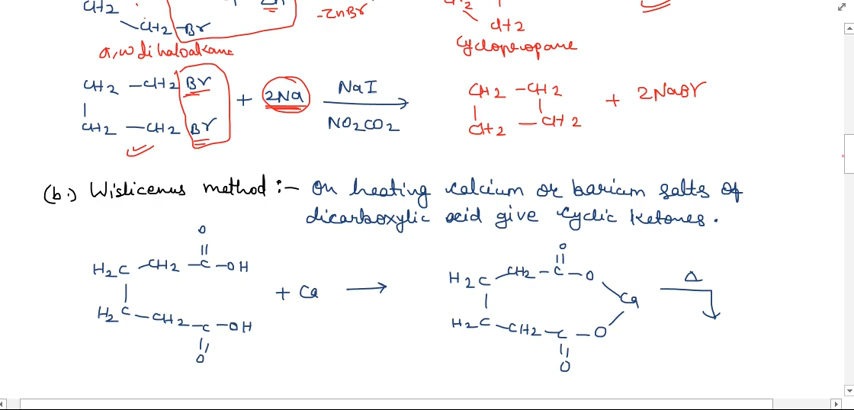 CH2
CH2 Br
-ZnBr
CH2
CH2
α, ω dihaloalkane
cyclopropane
CH2 – CH2 Br
CH2 – CH2 Br
+ 2Na
NaI
NO2CO2
CH2 – CH2
CH2 – CH2
+ 2NaBr
(b.) Wislicenus method :– On heating calcium or barium salts of
dicarboxylic acid give cyclic ketones.
O
H2C – CH2 – C – OH
H2C – CH2 – C – OH
O
+ Ca
O
H2C – CH2 – C – O
Ca
H2C – CH2 – C – O
O
Δ